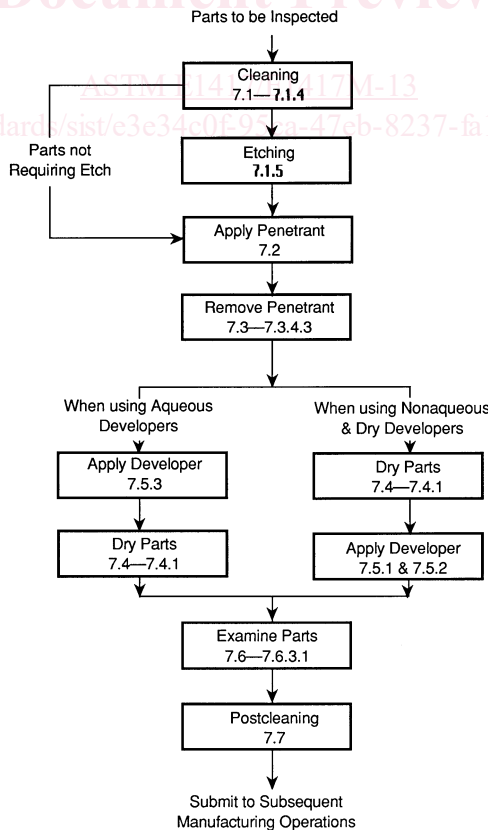 Document Preview
Parts to be Inspected
Cleaning
7.1—7.1.4
Etching
7.1.5
Parts not
Requiring Etch
Apply Penetrant
7.2
Remove Penetrant
7.3—7.3.4.3
When using Aqueous
Developers
Apply Developer
7.5.3
Dry Parts
7.4—7.4.1
When using Nonaqueous
& Dry Developers
Dry Parts
7.4—7.4.1
Apply Developer
7.5.1 & 7.5.2
Examine Parts
7.6—7.6.3.1
Postcleaning
7.7
Submit to Subsequent
Manufacturing Operations